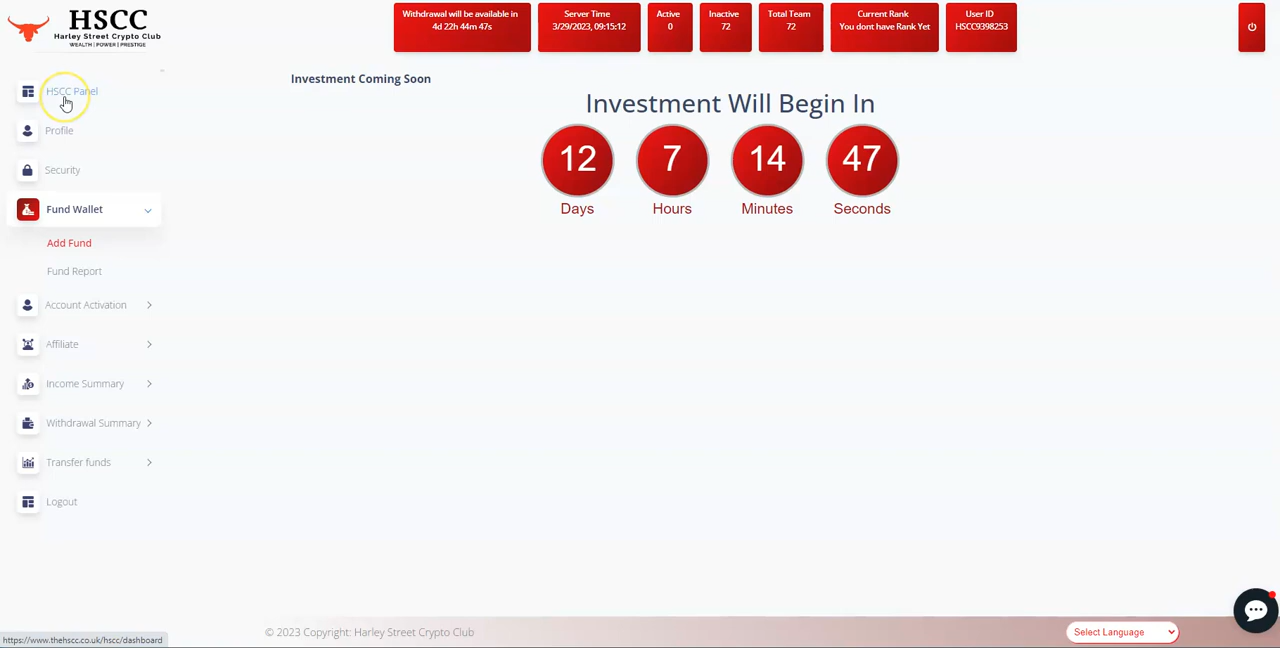 HSCC
Harley Street Crypto Club
WEALTH | POWER | PRESTIGE
Withdrawal will be available in
4d 22h 44m 47s
Server Time
3/29/2023, 09:15:12
Active
0
Inactive
72
Total Team
72
Current Rank
You dont have Rank Yet
User ID
HSCC9398253
HSCC Panel
Profile
Security
Fund Wallet
Add Fund
Fund Report
Account Activation
Affiliate
Income Summary
Withdrawal Summary
Transfer funds
Logout
Investment Coming Soon
Investment Will Begin In
12 7 14 47
Days Hours Minutes Seconds
© 2023 Copyright: Harley Street Crypto Club
Select Language
https://www.thehscc.co.uk/hscc/dashboard